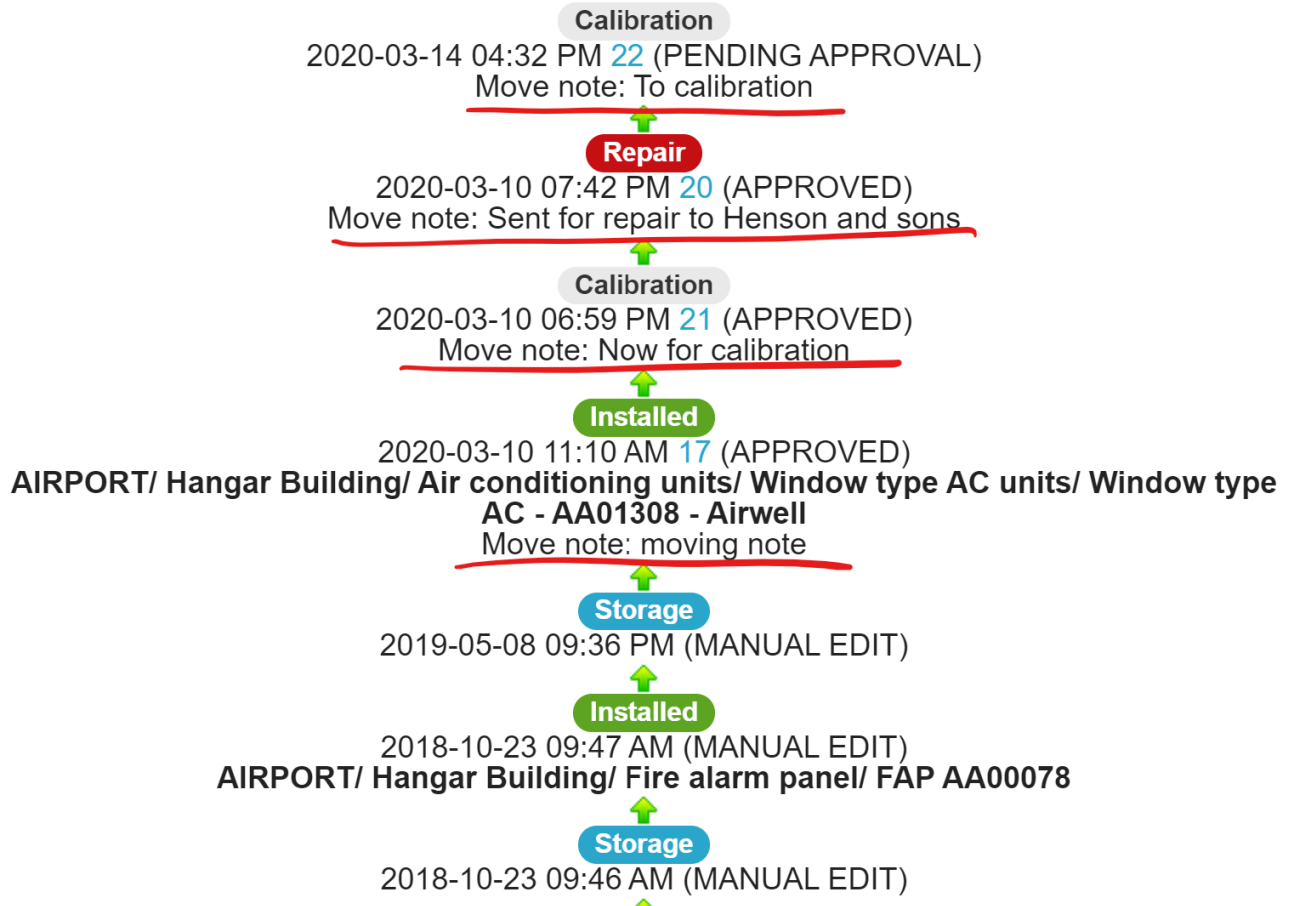 Calibration
2020-03-14 04:32 PM 22 (PENDING APPROVAL)
Move note: To calibration
Repair
2020-03-10 07:42 PM 20 (APPROVED)
Move note: Sent for repair to Henson and sons
Calibration
2020-03-10 06:59 PM 21 (APPROVED)
Move note: Now for calibration
Installed
2020-03-10 11:10 AM 17 (APPROVED)
AIRPORT/ Hangar Building/ Air conditioning units/ Window type AC units/ Window type
AC - AA01308 - Airwell
Move note: moving note
Storage
2019-05-08 09:36 PM (MANUAL EDIT)
Installed
2018-10-23 09:47 AM (MANUAL EDIT)
AIRPORT/ Hangar Building/ Fire alarm panel/ FAP AA00078
Storage
2018-10-23 09:46 AM (MANUAL EDIT)